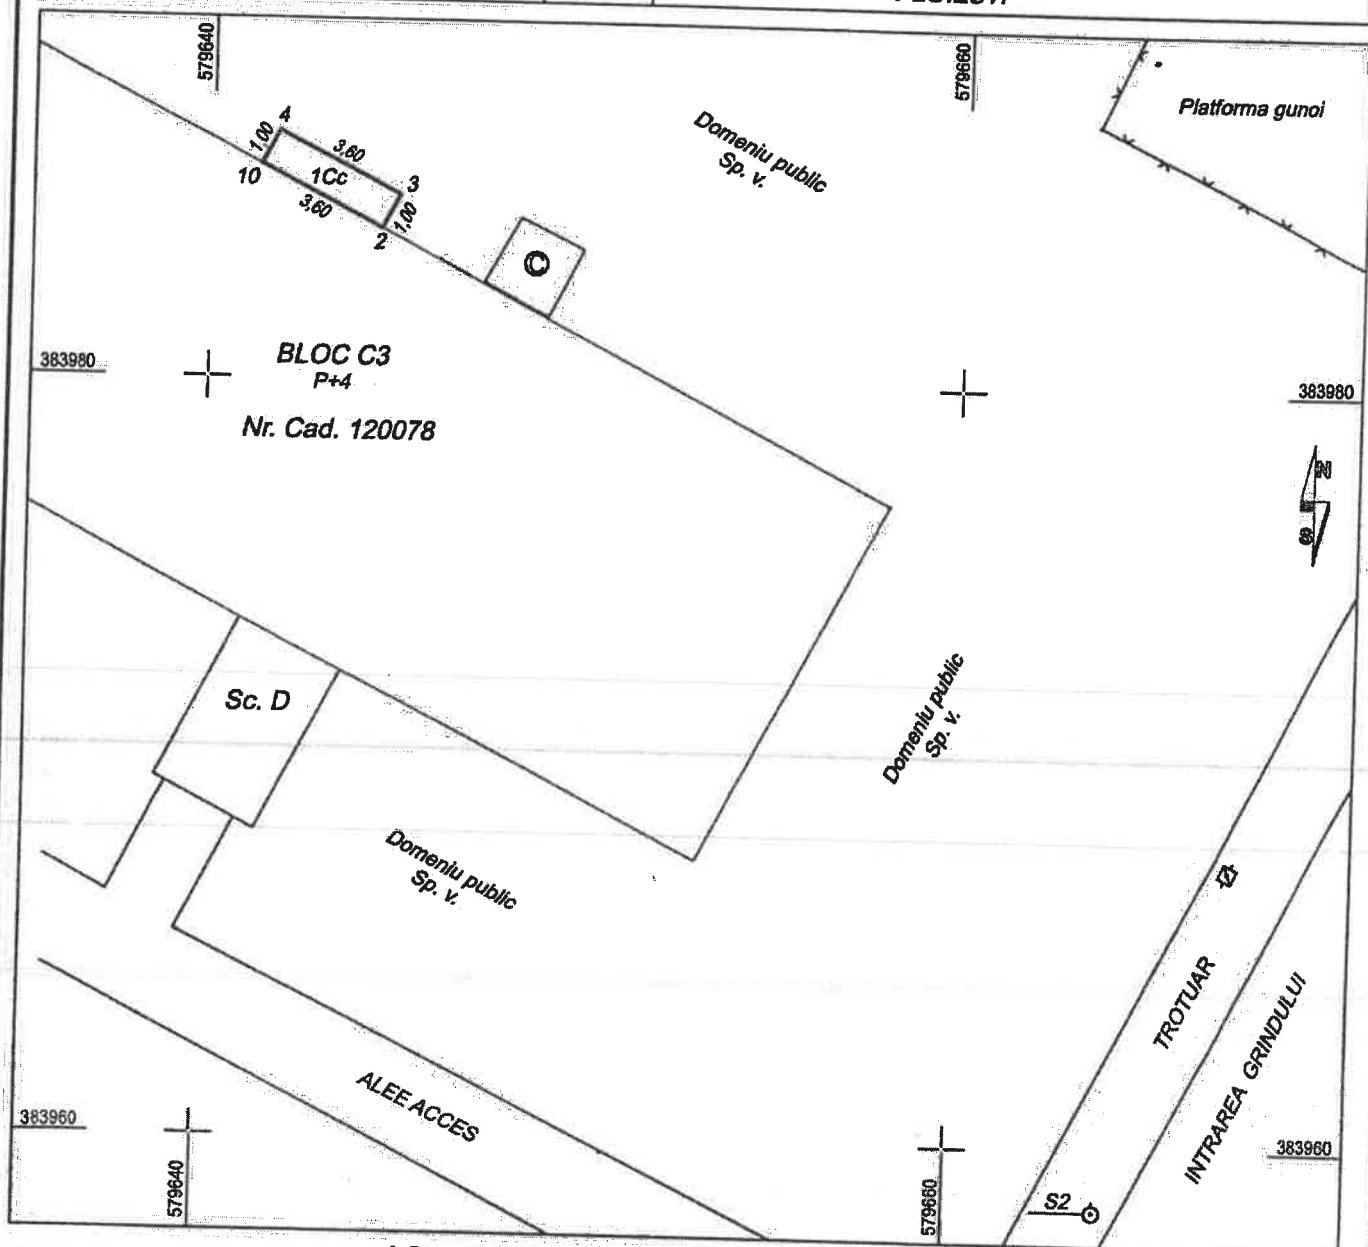 579640
579660
Platforma gunoi
Domeniu public
Sp. v.
4
1,00
3,60
10
1Cc
3
3,60
1,00
2
C
383980
BLOC C3
P+4
Nr. Cad. 120078
383980
N
S
Sc. D
Domeniu public
Sp. v.
Domeniu public
Sp. v.
TROTUAR
INTRAREA GRINDULUI
ALEE ACCES
383960
383960
579640
579660
S2